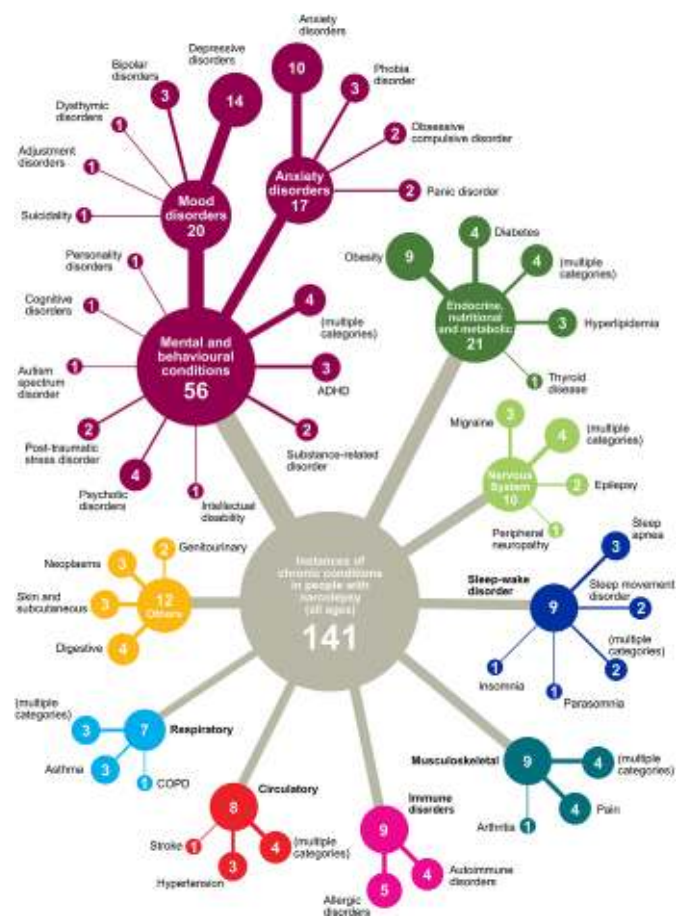 Anxiety
disorders
10
Depressive
disorders
14
Bipolar
disorders
3
Phobia
disorder
3
Dysthymic
disorders
1
Obsessive
compulsive disorder
2
Adjustment
disorders
1
Anxiety
disorders
17
Panic disorder
2
Suicidality
1
Mood
disorders
20
Personality
disorders
1
Cognitive
disorders
1
Mental and
behavioural
conditions
56
(multiple
categories)
4
ADHD
3
Autism
spectrum
disorder
1
Post-traumatic
stress disorder
2
Psychotic
disorders
4
Intellectual
disability
1
Substance-related
disorder
2
Obesity
9
Diabetes
4
(multiple
categories)
4
Endocrine,
nutritional
and metabolic
21
Hyperlipidemia
3
Thyroid
disease
1
Migraine
3
(multiple
categories)
4
Nervous
System
10
Epilepsy
2
Peripheral
neuropathy
1
Instances of
chronic conditions
in people with
narcolepsy
(all ages)
141
Sleep-wake
disorder
9
Sleep
apnea
3
Sleep movement
disorder
2
(multiple
categories)
2
Insomnia
1
Parasomnia
1
Genitourinary
2
Neoplasms
3
Skin and
subcutaneous
3
12
Others
Digestive
4
(multiple
categories)
3
7
Respiratory
Asthma
3
COPD
1
Circulatory
8
Stroke
1
Hypertension
3
(multiple
categories)
4
Immune
disorders
9
Allergic
disorders
5
Autoimmune
disorders
4
Musculoskeletal
9
(multiple
categories)
4
Pain
4
Arthritis
1